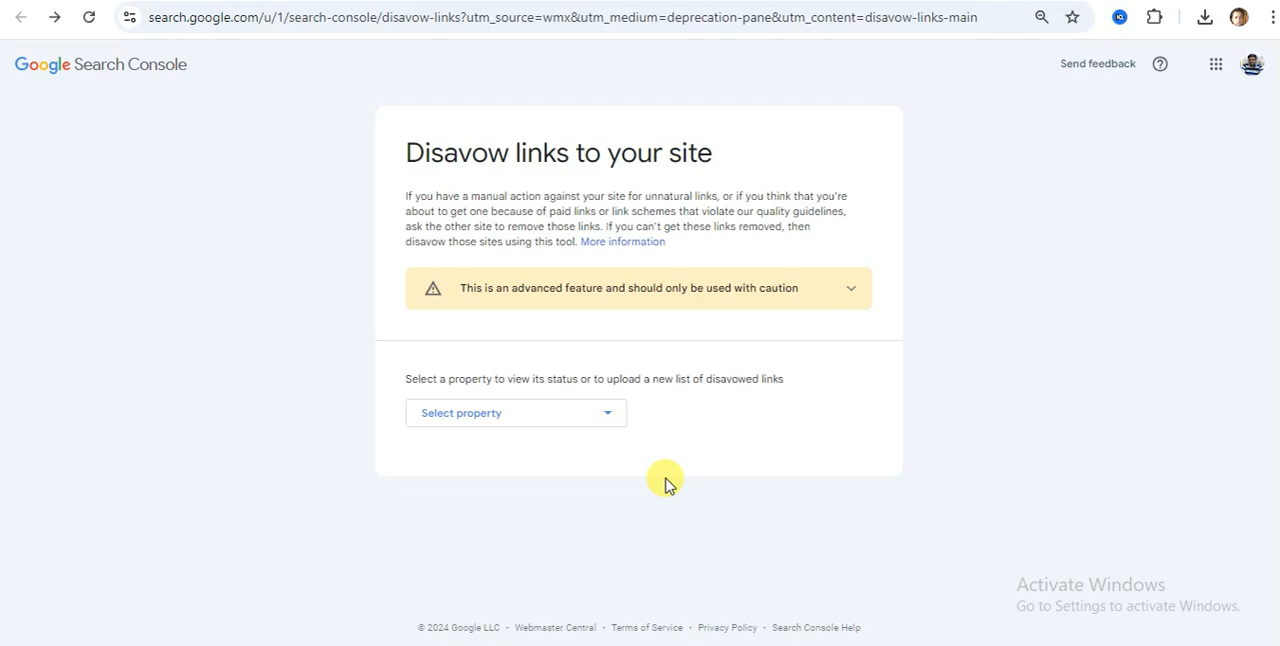 search.google.com/u/1/search-console/disavow-links?utm_source=wmx&utm_medium=deprecation-pane&utm_content=disavow-links-main
Google Search Console
Send feedback
Disavow links to your site
If you have a manual action against your site for unnatural links, or if you think that you're
about to get one because of paid links or link schemes that violate our quality guidelines,
ask the other site to remove those links. If you can't get these links removed, then
disavow those sites using this tool. More information
This is an advanced feature and should only be used with caution
Select a property to view its status or to upload a new list of disavowed links
Select property
Activate Windows
Go to Settings to activate Windows.
© 2024 Google LLC · Webmaster Central · Terms of Service · Privacy Policy · Search Console Help